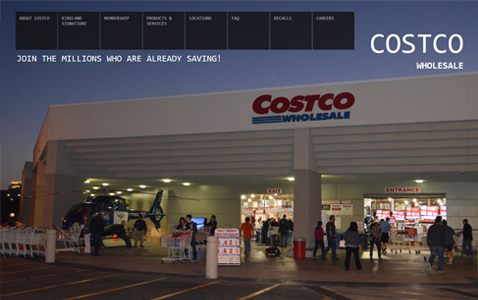 ABOUT COSTCO
KIRKLAND
SIGNATURE
MEMBERSHIP
PRODUCTS &
SERVICES
LOCATIONS
FAQ
RECALLS
CAREERS
COSTCO
WHOLESALE
JOIN THE MILLIONS WHO ARE ALREADY SAVING!
COSTCO
WHOLESALE
EXIT
ENTRANCE